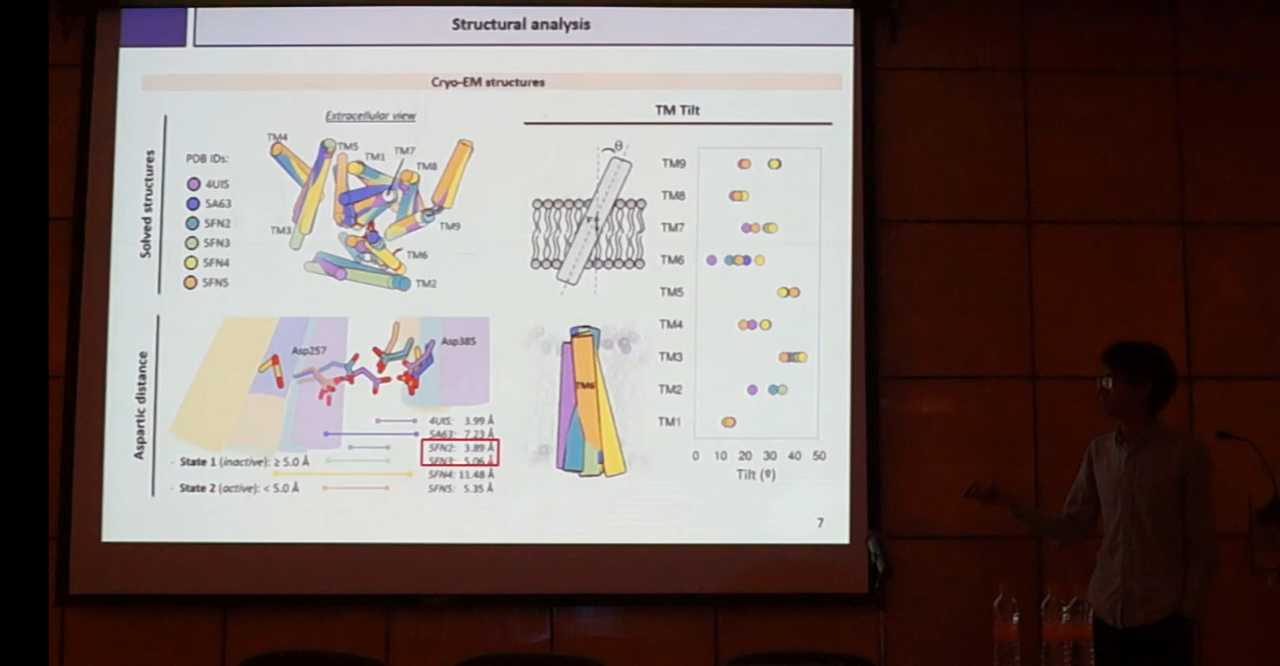 Structural analysis
Cryo-EM structures
Solved structures
PDB IDs:
4UIS
5A63
5FN2
5FN3
5FN4
5FN5
Extracellular view
TM4
TM5
TM7
TM1
TM8
TM3
TM9
TM6
TM2
TM Tilt
θ
TM9
TM8
TM7
TM6
TM5
TM4
TM3
TM2
TM1
0 10 20 30 40 50
Tilt (º)
TM6
Aspartic distance
Asp257
Asp385
4UIS: 3.99 Å
5A63: 7.23 Å
5FN2: 3.89 Å
5FN3: 5.06 Å
5FN4: 11.48 Å
5FN5: 5.35 Å
- State 1 (inactive): ≥ 5.0 Å
- State 2 (active): < 5.0 Å
7